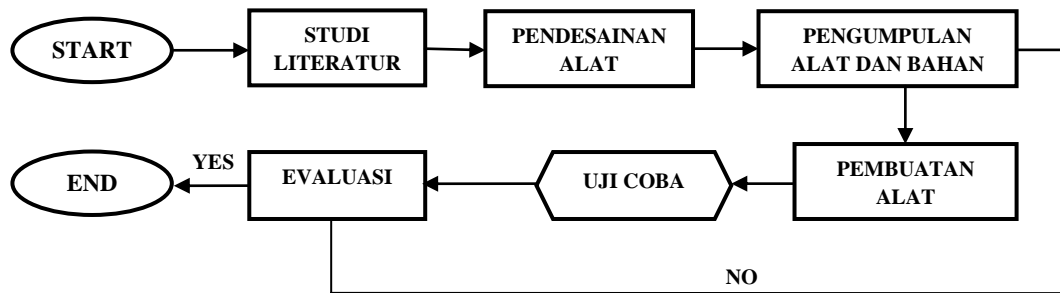 START
STUDI
LITERATUR
PENDESAINAN
ALAT
PENGUMPULAN
ALAT DAN BAHAN
END
YES
EVALUASI
UJI COBA
PEMBUATAN
ALAT
NO